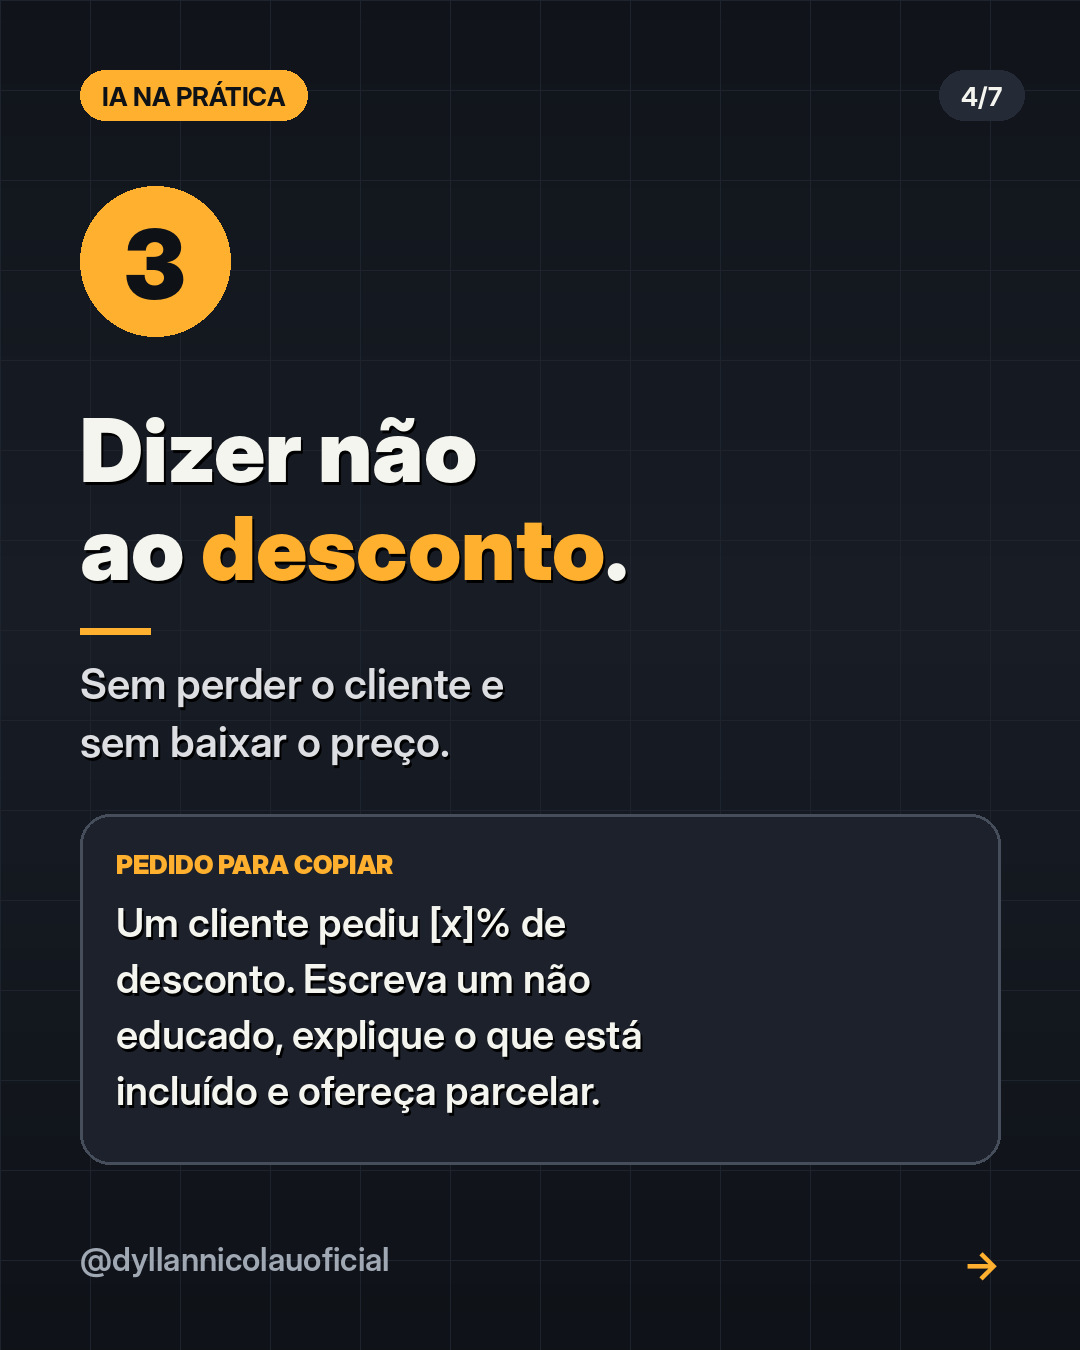 IA NA PRÁTICA
4/7
3
Dizer não
ao desconto.
Sem perder o cliente e
sem baixar o preço.
PEDIDO PARA COPIAR
Um cliente pediu [x]% de
desconto. Escreva um não
educado, explique o que está
incluído e ofereça parcelar.
@dyllannicolauoficial
→